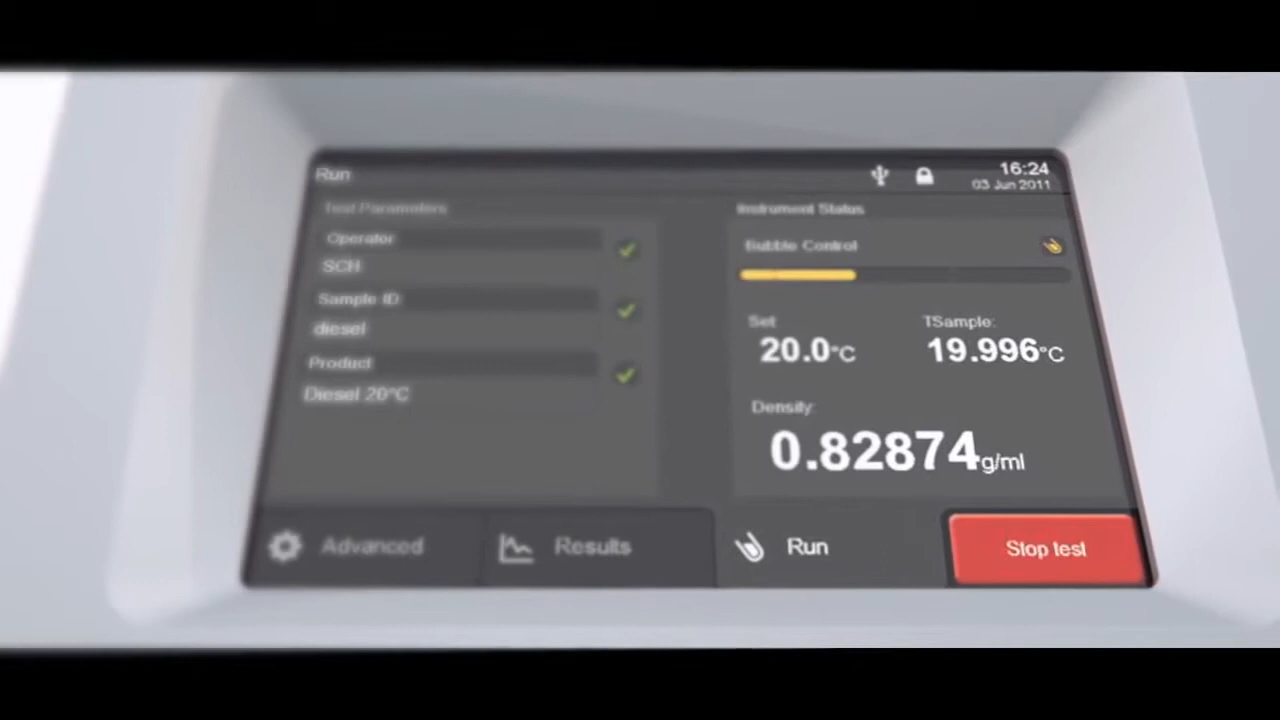 Run
16:24
03 Jun 2011
Test Parameters
Operator
SCH
Sample ID
diesel
Product
Diesel 20°C
Instrument Status
Bubble Control
Set
20.0°C
TSample:
19.996°C
Density:
0.82874g/ml
Advanced
Results
Run
Stop test